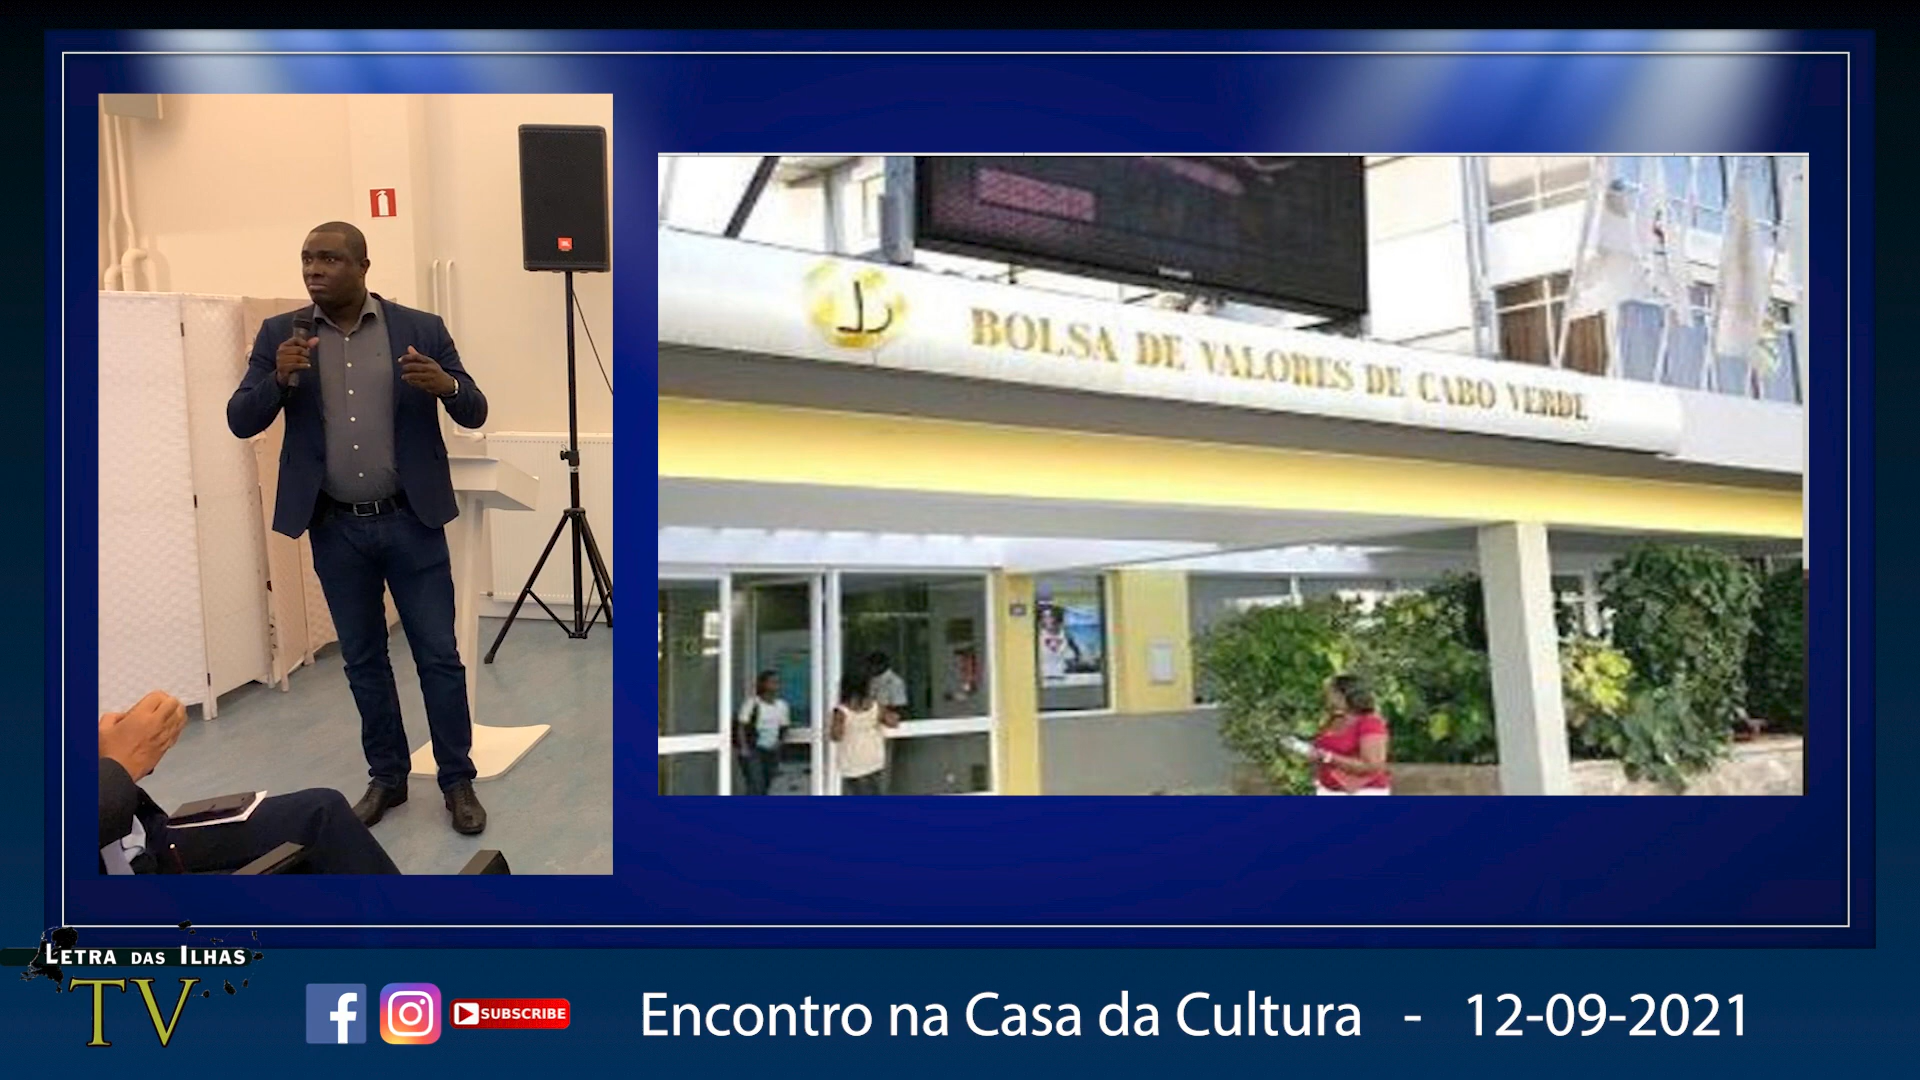 BOLSA DE VALORES DE CABO VERDE
JBL
LETRA DAS ILHAS
TV
SUBSCRIBE
Encontro na Casa da Cultura - 12-09-2021